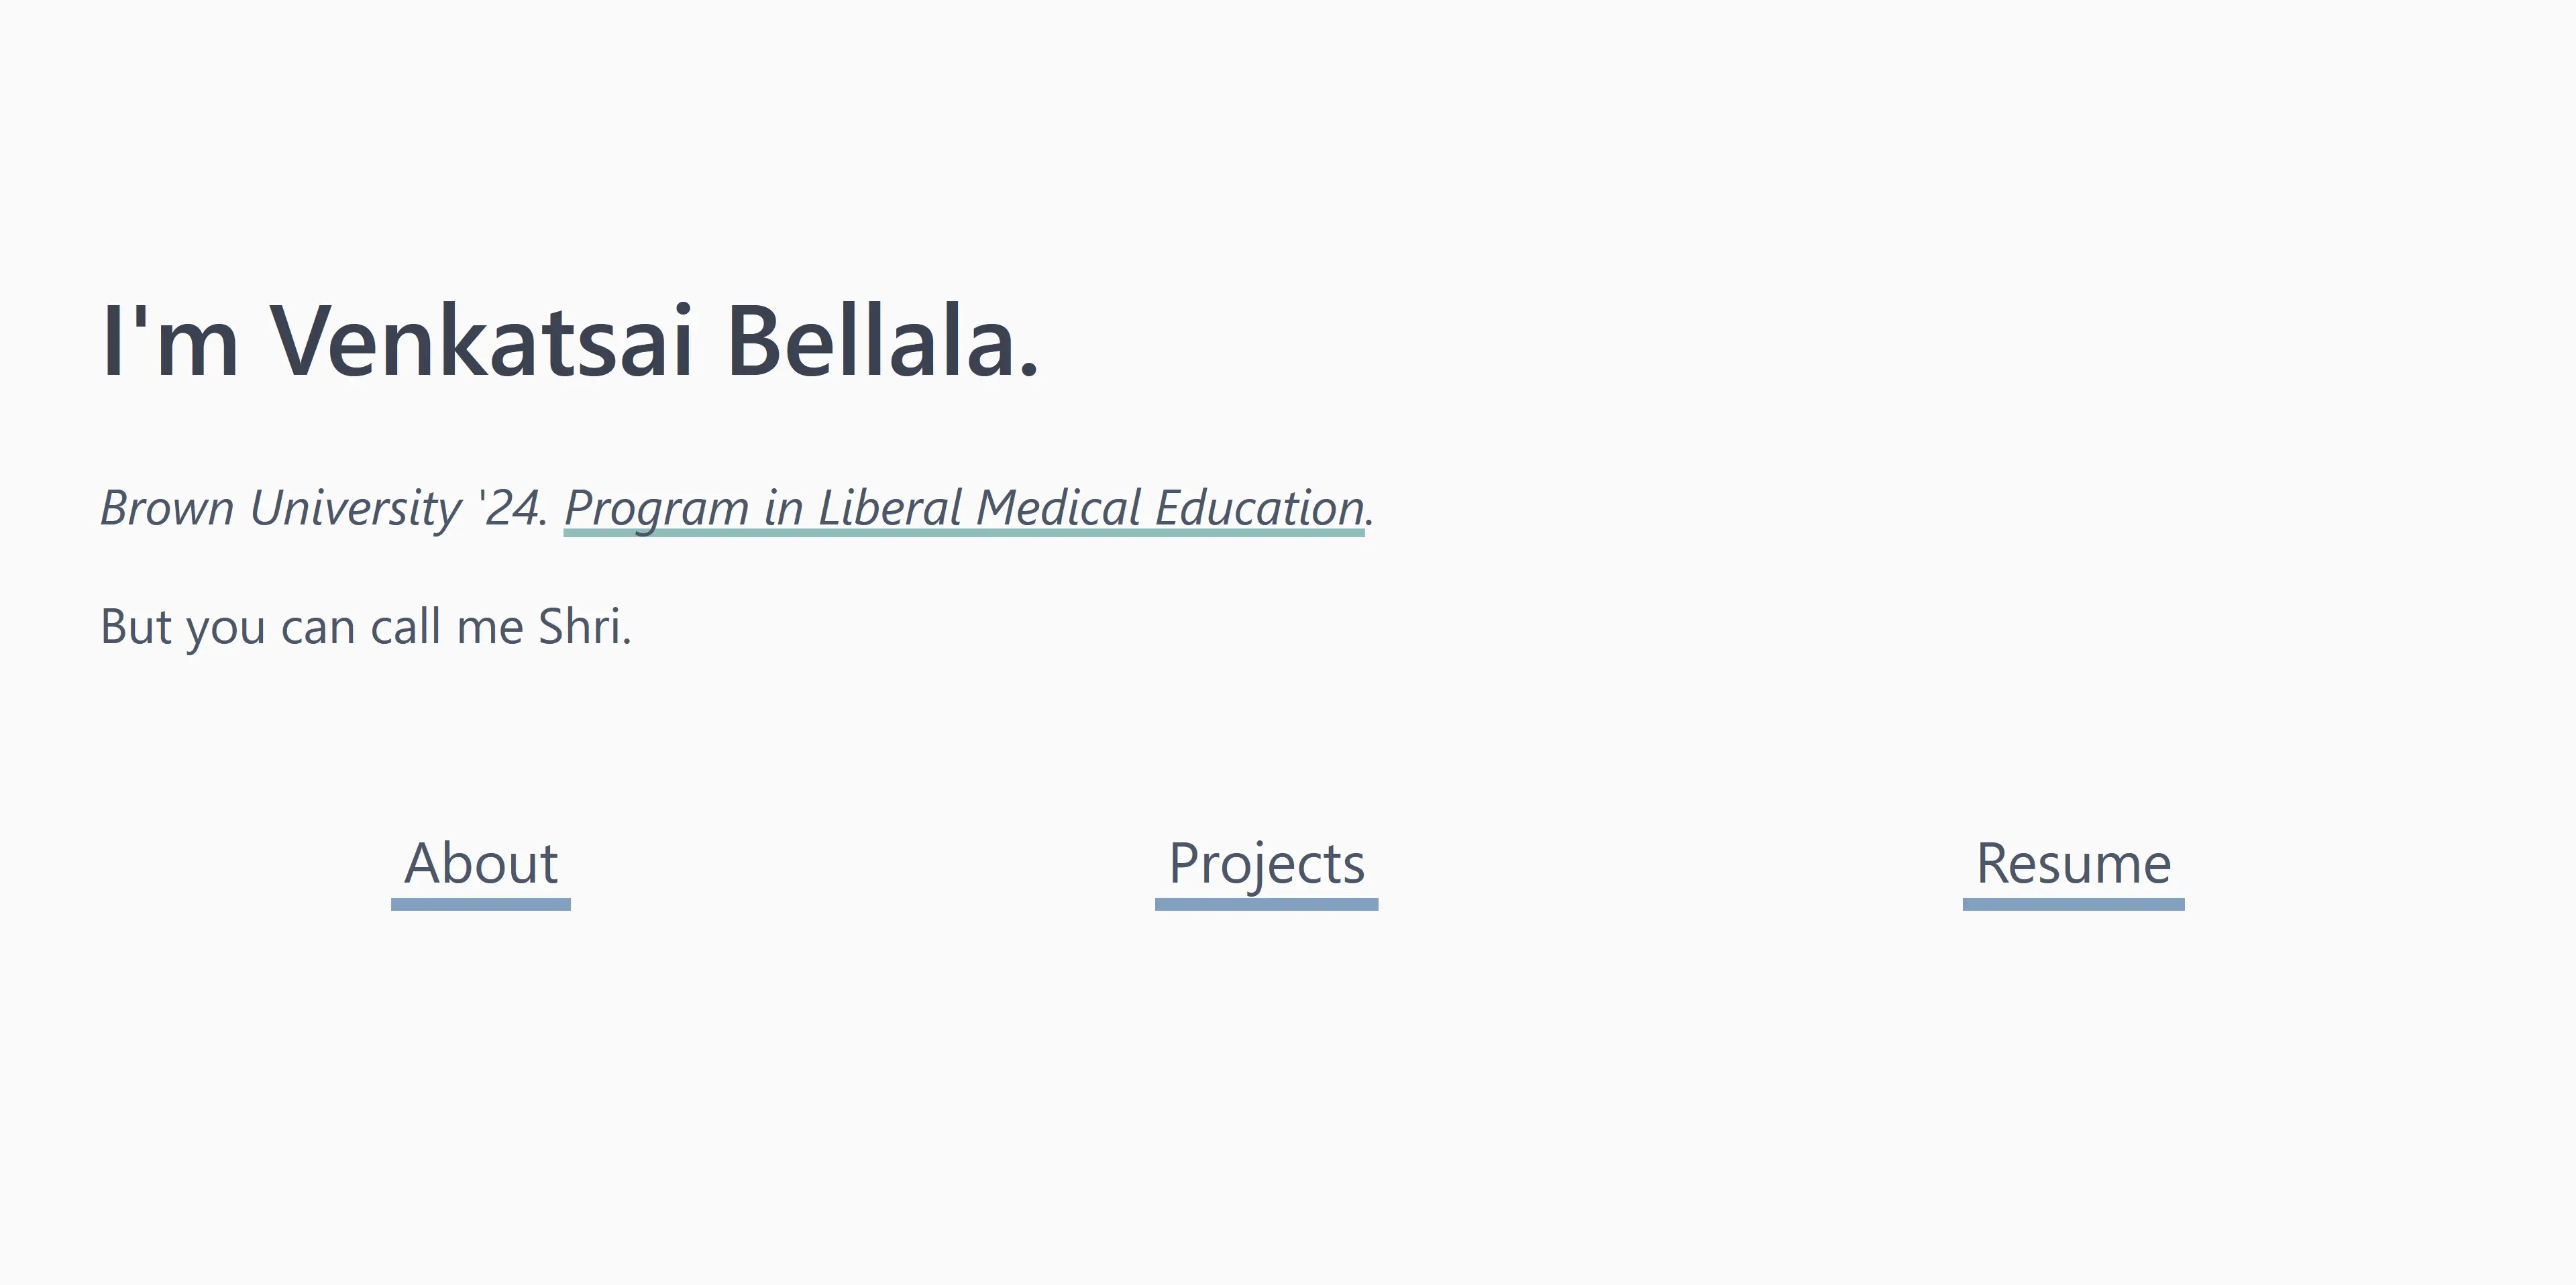 I'm Venkatsai Bellala.
Brown University '24. Program in Liberal Medical Education.
But you can call me Shri.
About Projects Resume